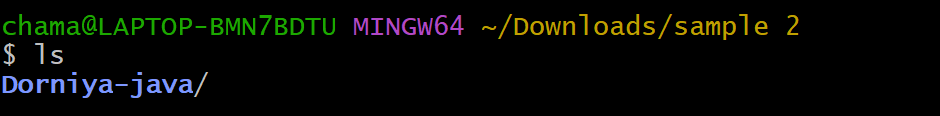 chama@LAPTOP-BMN7BDTU MINGW64 ~/Downloads/sample 2
$ ls
Dorniya-java/